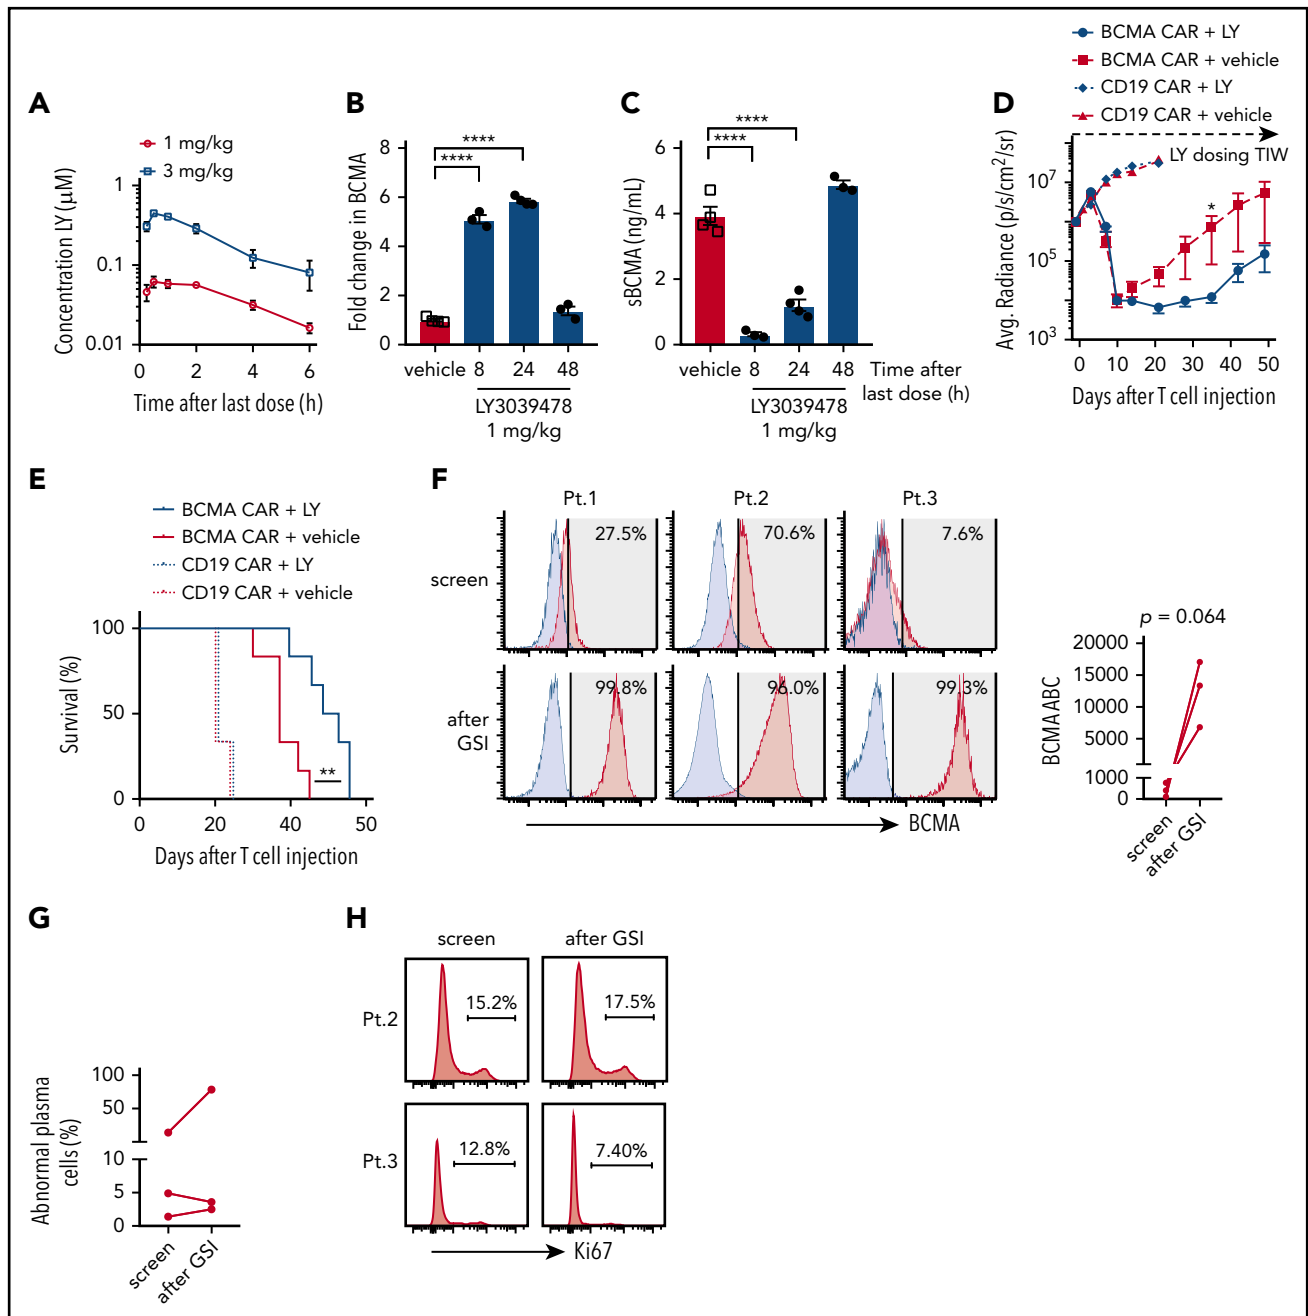 A
1 mg/kg
3 mg/kg
Concentration LY (µM)
1
0.1
0.01
0 2 4 6
Time after last dose (h)
B
Fold change in BCMA
8
6
4
2
0
****
****
vehicle 8 24 48
LY3039478
1 mg/kg
C
sBCMA (ng/mL)
6
4
2
0
****
****
vehicle 8 24 48
Time after
last dose (h)
LY3039478
1 mg/kg
BCMA CAR + LY
BCMA CAR + vehicle
CD19 CAR + LY
CD19 CAR + vehicle
D
LY dosing TIW
Avg. Radiance (p/s/cm²/sr)
10⁷
10⁵
10³
*
0 10 20 30 40 50
Days after T cell injection
E
BCMA CAR + LY
BCMA CAR + vehicle
CD19 CAR + LY
CD19 CAR + vehicle
Survival (%)
100
50
0
**
0 20 40 50
Days after T cell injection
F
Pt.1 Pt.2 Pt.3
screen
27.5% 70.6% 7.6%
after
GSI
99.8% 96.0% 99.3%
BCMA
p = 0.064
BCMA ABC
20000
15000
10000
5000
1000
0
screen
after GSI
G
Abnormal plasma
cells (%)
100
50
10
5
0
screen
after GSI
H
screen after GSI
Pt.2
15.2% 17.5%
Pt.3
12.8% 7.40%
Ki67